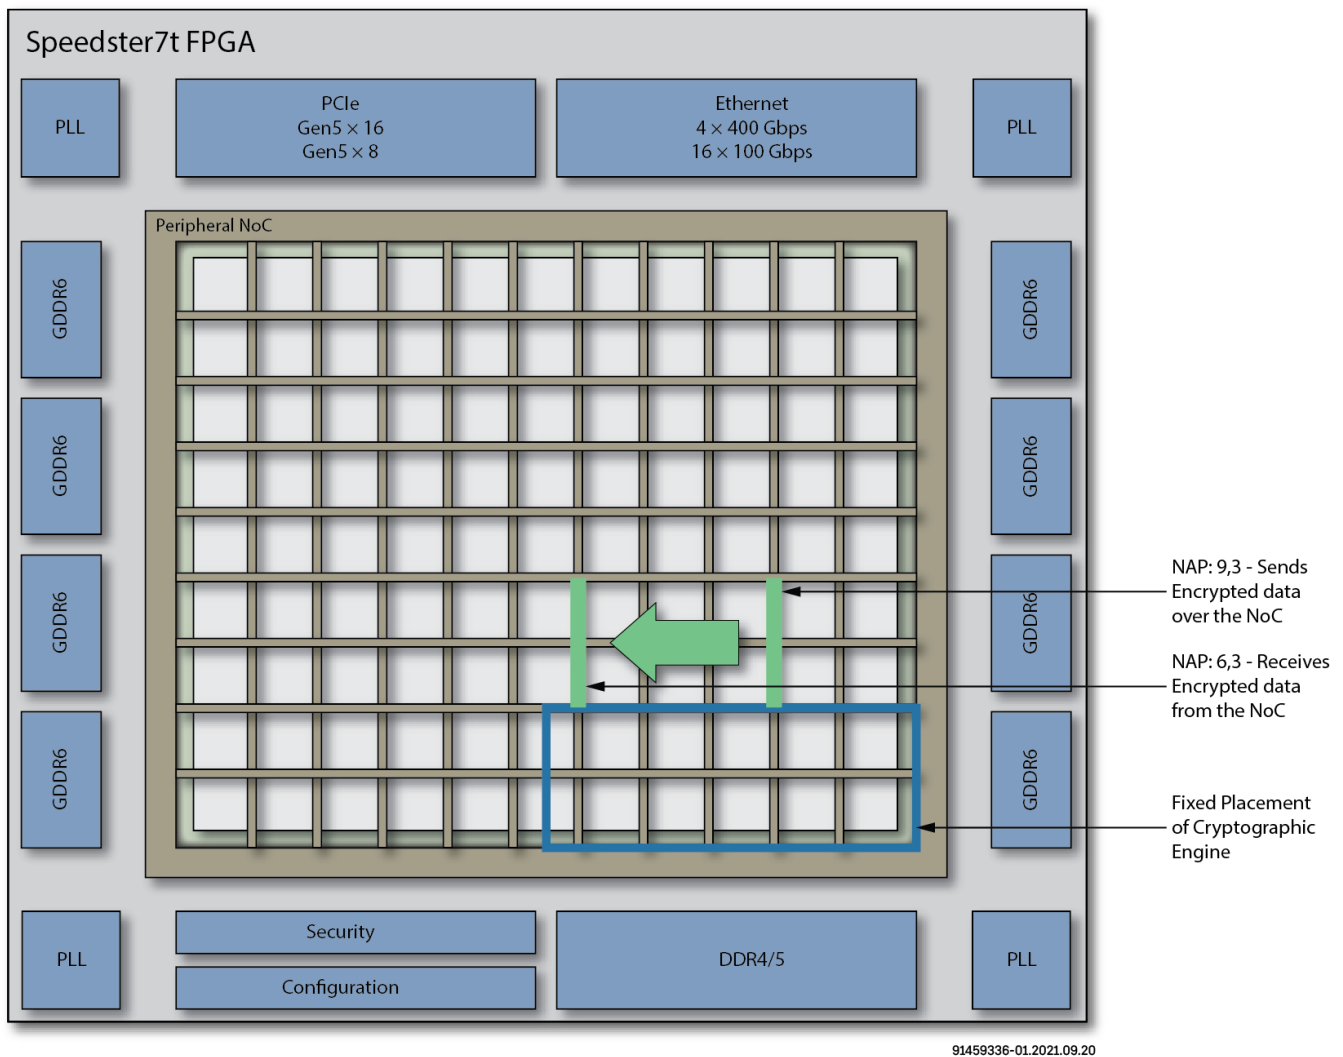 Speedster7t FPGA
PLL
PCIe
Gen5 × 16
Gen5 × 8
Ethernet
4 × 400 Gbps
16 × 100 Gbps
PLL
Peripheral NoC
GDDR6
GDDR6
GDDR6
GDDR6
GDDR6
GDDR6
GDDR6
GDDR6
NAP: 9,3 - Sends
Encrypted data
over the NoC
NAP: 6,3 - Receives
Encrypted data
from the NoC
Fixed Placement
of Cryptographic
Engine
PLL
Security
Configuration
DDR4/5
PLL
91459336-01.2021.09.20